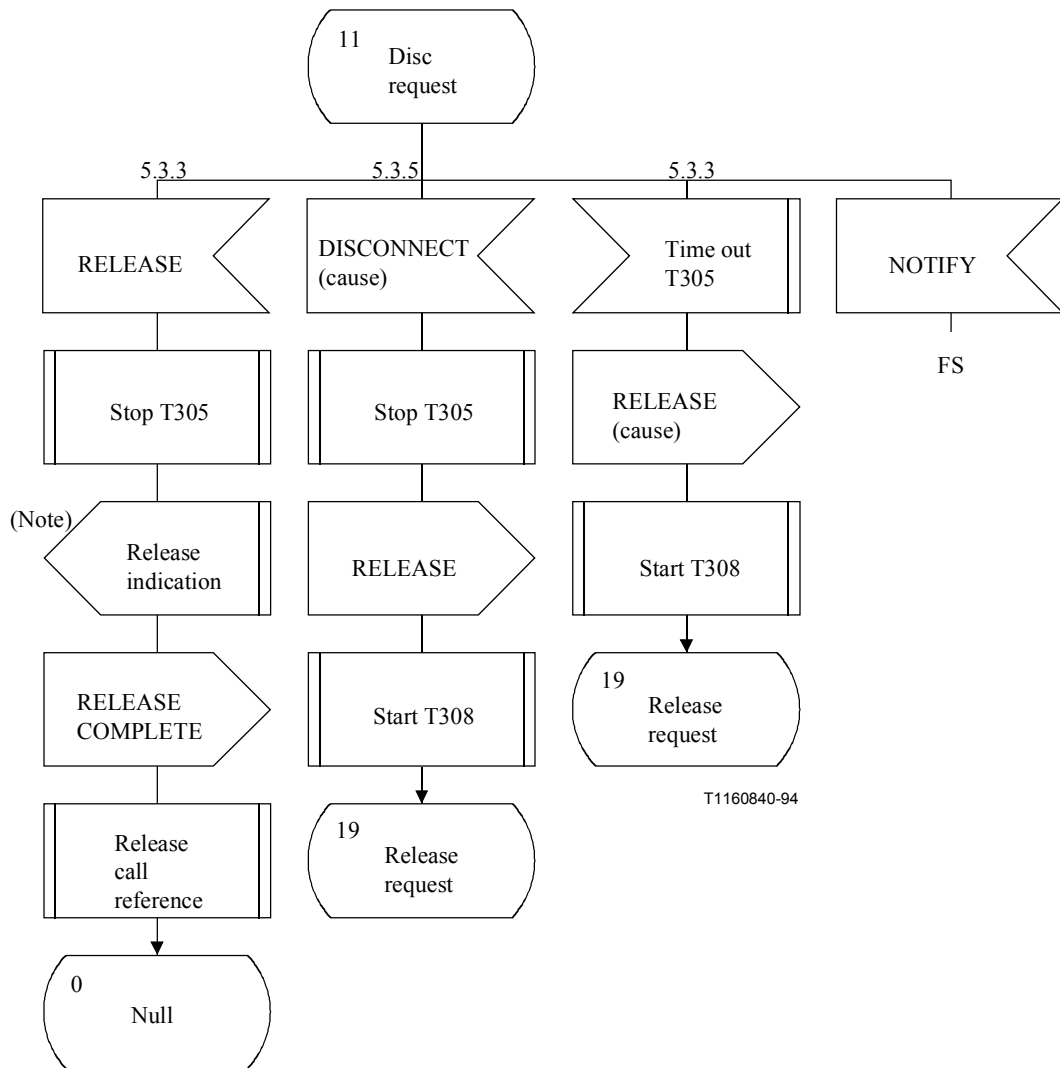 11
Disc
request
5.3.3
5.3.5
5.3.3
RELEASE
DISCONNECT
(cause)
Time out
T305
NOTIFY
FS
Stop T305
Stop T305
RELEASE
(cause)
(Note)
Release
indication
RELEASE
Start T308
RELEASE
COMPLETE
Start T308
19
Release
request
T1160840-94
Release
call
reference
19
Release
request
0
Null